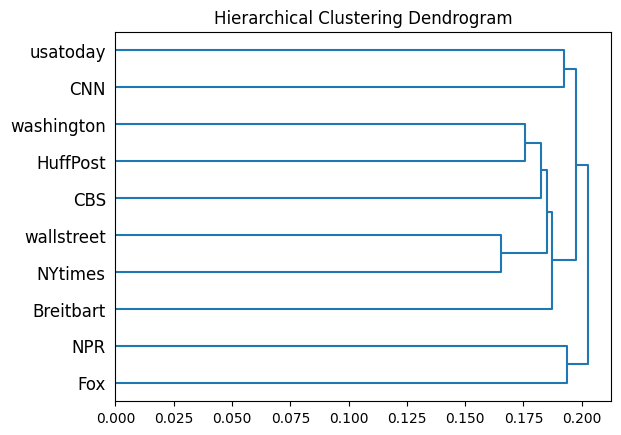 Hierarchical Clustering Dendrogram
usatoday
CNN
washington
HuffPost
CBS
wallstreet
NYtimes
Breitbart
NPR
Fox
0.000 0.025 0.050 0.075 0.100 0.125 0.150 0.175 0.200